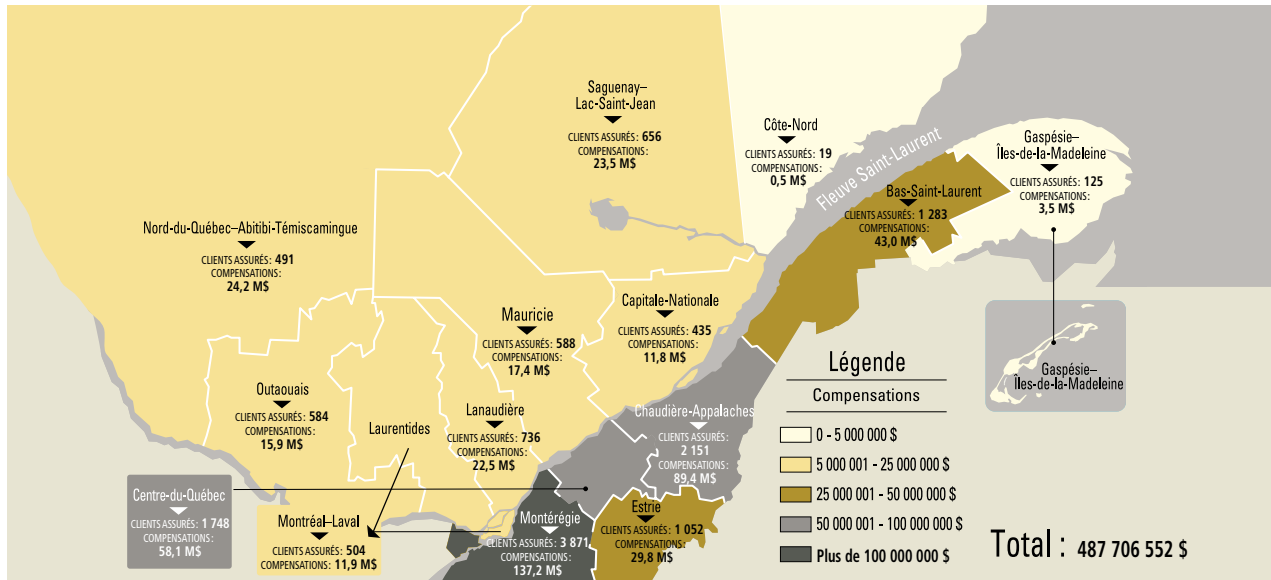 Saguenay–
Lac-Saint-Jean
CLIENTS ASSURÉS: 656
COMPENSATIONS:
23,5 M$
Côte-Nord
CLIENTS ASSURÉS: 19
COMPENSATIONS:
0,5 M$
Fleuve Saint-Laurent
Gaspésie–
Îles-de-la-Madeleine
CLIENTS ASSURÉS: 125
COMPENSATIONS:
3,5 M$
Bas-Saint-Laurent
CLIENTS ASSURÉS: 1 283
COMPENSATIONS:
43,0 M$
Nord-du-Québec–Abitibi-Témiscamingue
CLIENTS ASSURÉS: 491
COMPENSATIONS:
24,2 M$
Mauricie
CLIENTS ASSURÉS: 588
COMPENSATIONS:
17,4 M$
Capitale-Nationale
CLIENTS ASSURÉS: 435
COMPENSATIONS:
11,8 M$
Outaouais
CLIENTS ASSURÉS: 584
COMPENSATIONS:
15,9 M$
Laurentides
Lanaudière
CLIENTS ASSURÉS: 736
COMPENSATIONS:
22,5 M$
Chaudière-Appalaches
CLIENTS ASSURÉS:
2 151
COMPENSATIONS:
89,4 M$
Gaspésie–
Îles-de-la-Madeleine
Centre-du-Québec
CLIENTS ASSURÉS: 1 748
COMPENSATIONS:
58,1 M$
Montréal–Laval
CLIENTS ASSURÉS: 504
COMPENSATIONS:
11,9 M$
Montérégie
CLIENTS ASSURÉS: 3 871
COMPENSATIONS:
137,2 M$
Estrie
CLIENTS ASSURÉS: 1 052
COMPENSATIONS:
29,8 M$
Légende
Compensations
0 - 5 000 000 $
5 000 001 - 25 000 000 $
25 000 001 - 50 000 000 $
50 000 001 - 100 000 000 $
Plus de 100 000 000 $
Total : 487 706 552 $